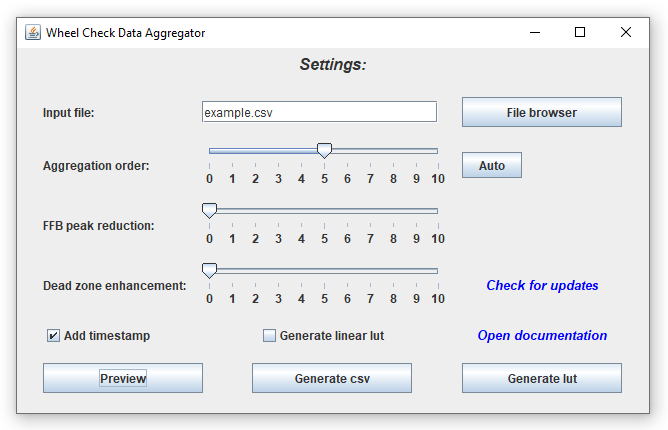 Wheel Check Data Aggregator
Settings:
Input file: example.csv File browser
Aggregation order: Auto
0 1 2 3 4 5 6 7 8 9 10
FFB peak reduction:
0 1 2 3 4 5 6 7 8 9 10
Dead zone enhancement: Check for updates
0 1 2 3 4 5 6 7 8 9 10
Add timestamp Generate linear lut Open documentation
Preview Generate csv Generate lut